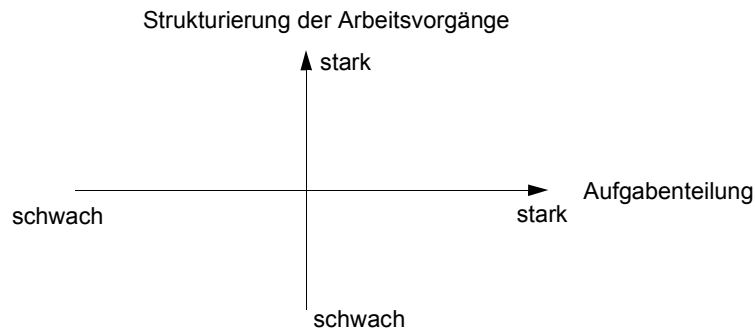 Strukturierung der Arbeitsvorgänge
stark
Aufgabenteilung
schwach
stark
schwach